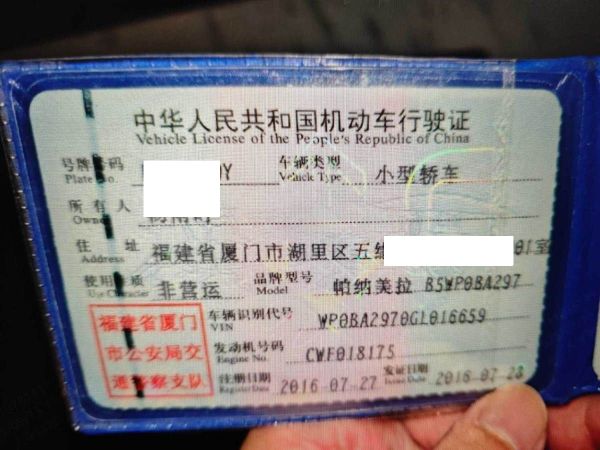 中华人民共和国机动车行驶证
Vehicle License of the People's Republic of China
号牌号码 Plate No. Y 车辆类型 Vehicle Type 小型轿车
所有人 Owner
住址 Address 福建省厦门市湖里区五 01室
使用性质 Use Character 非营运 品牌型号 Model 帕纳美拉 BSWP0BA297
车辆识别代号 VIN WP0BA2970GL016659
发动机号码 Engine No. CWF018175
注册日期 Register Date 2016-07-27 发证日期 Issue Date 2016-07-28
福建省厦门
市公安局交
通警察支队